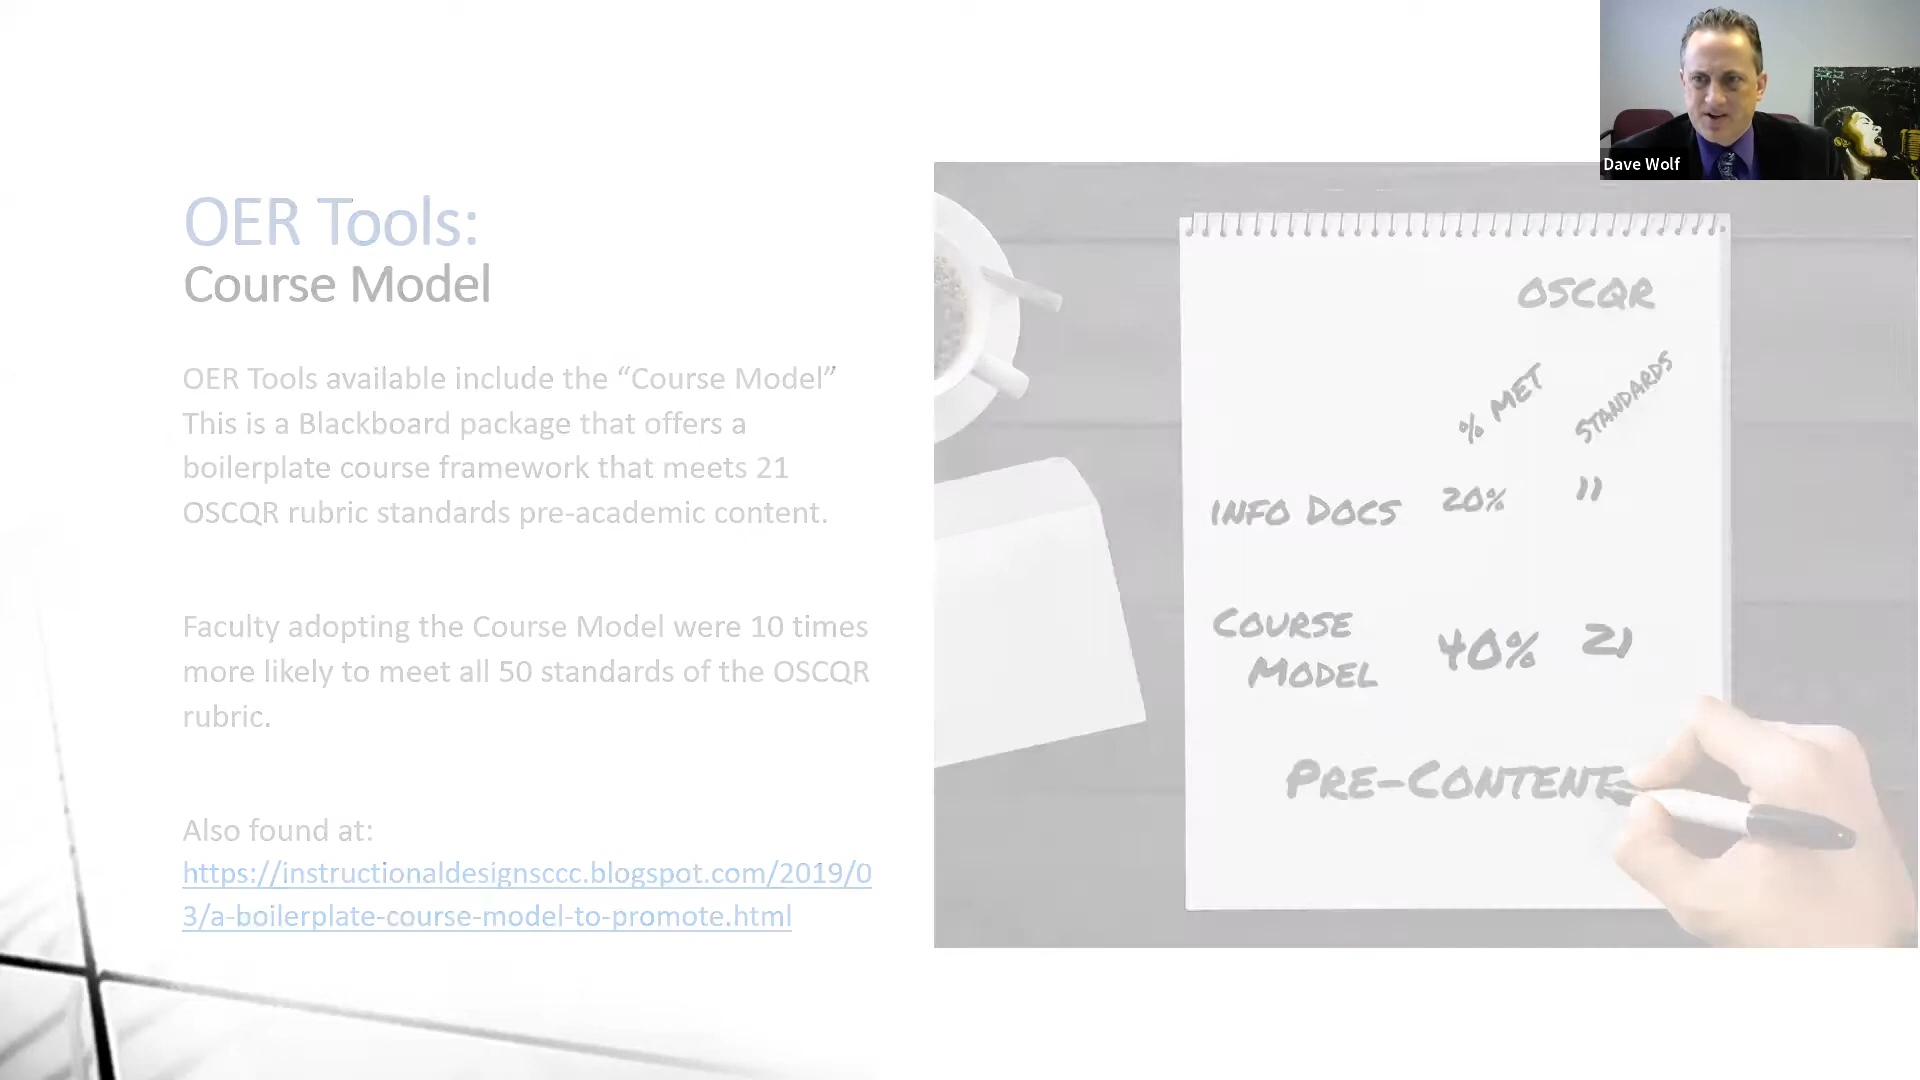 OER Tools:
Course Model
OER Tools available include the “Course Model”
This is a Blackboard package that offers a
boilerplate course framework that meets 21
OSCQR rubric standards pre-academic content.
Faculty adopting the Course Model were 10 times
more likely to meet all 50 standards of the OSCQR
rubric.
Also found at:
https://instructionaldesignsccc.blogspot.com/2019/0
3/a-boilerplate-course-model-to-promote.html
OSCQR
% MET
STANDARDS
INFO DOCS 20% 11
COURSE
MODEL 40% 21
PRE-CONTENT
Dave Wolf